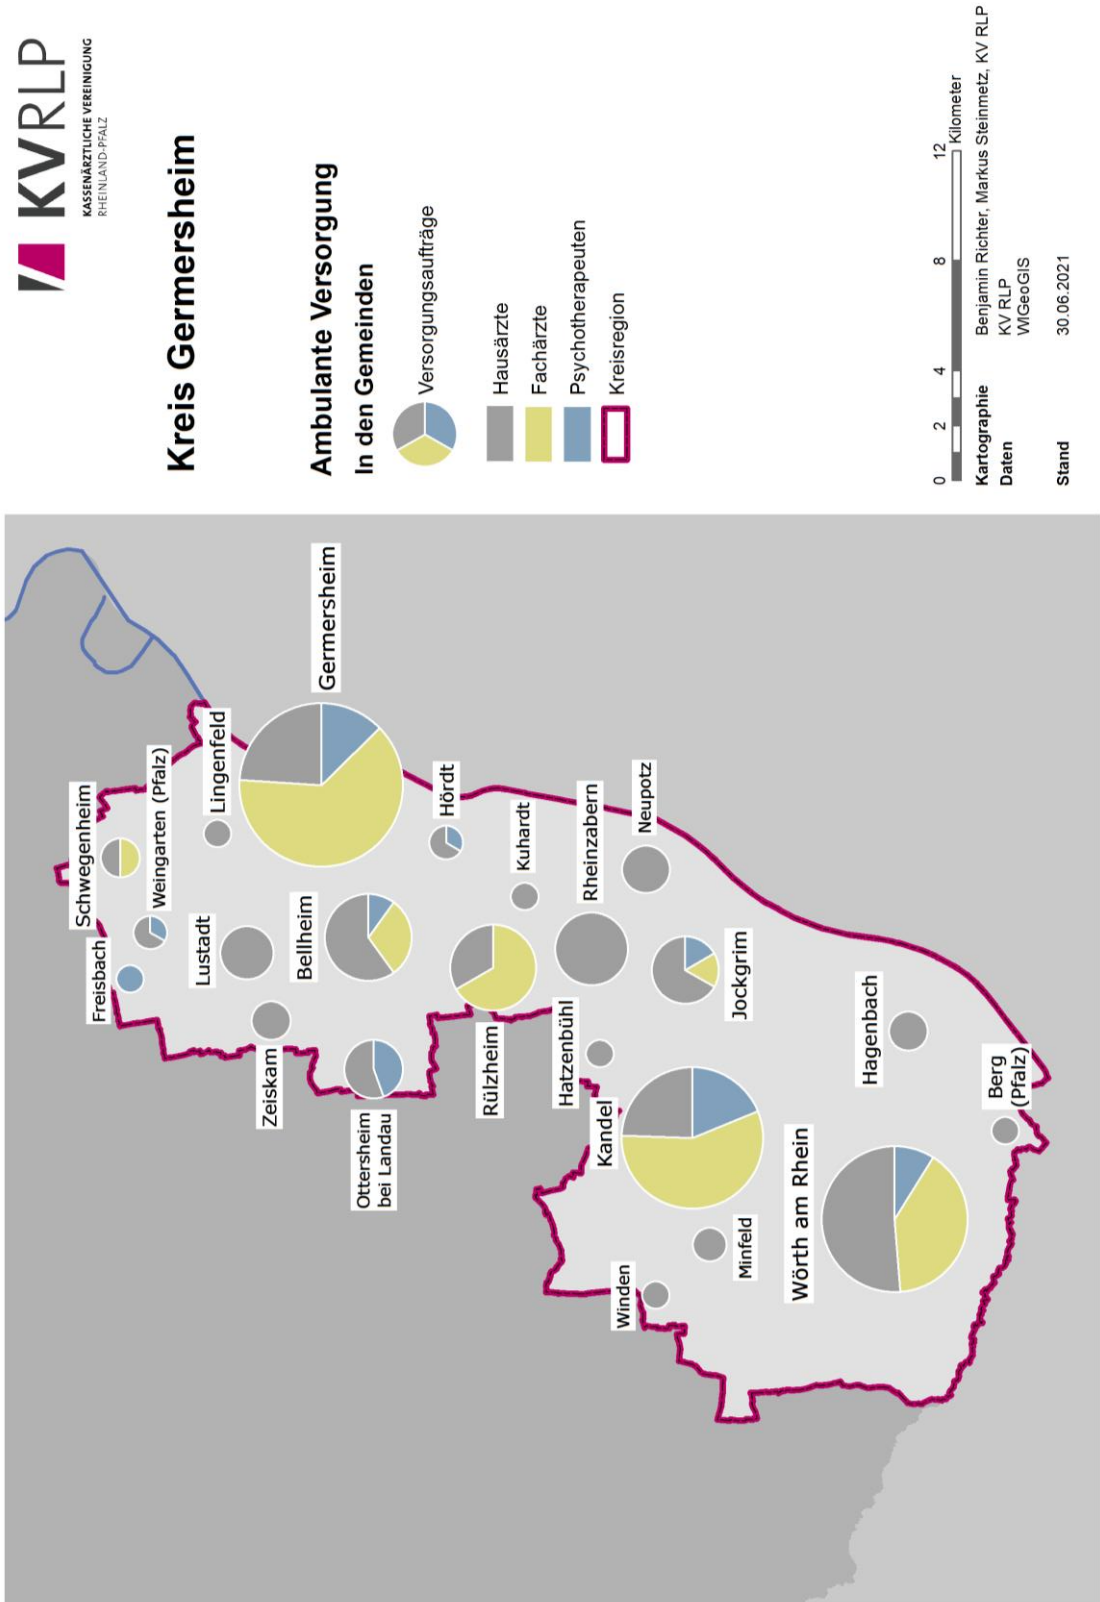 KVRLP
KASSENÄRZTLICHE VEREINIGUNG
RHEINLAND-PFALZ
Kreis Germersheim
Ambulante Versorgung
In den Gemeinden
Versorgungsaufträge
Hausärzte
Fachärzte
Psychotherapeuten
Kreisregion
0 2 4 8 12
Kilometer
Kartographie Benjamin Richter, Markus Steinmetz, KV RLP
Daten KV RLP
WIGeoGIS
Stand 30.06.2021
Schwegenheim
Freisbach
Weingarten (Pfalz)
Lustadt
Lingenfeld
Zeiskam
Bellheim
Germersheim
Ottersheim
bei Landau
Hördt
Rülzheim
Kuhardt
Hatzenbühl
Rheinzabern
Kandel
Neupotz
Winden
Jockgrim
Minfeld
Wörth am Rhein
Hagenbach
Berg
(Pfalz)